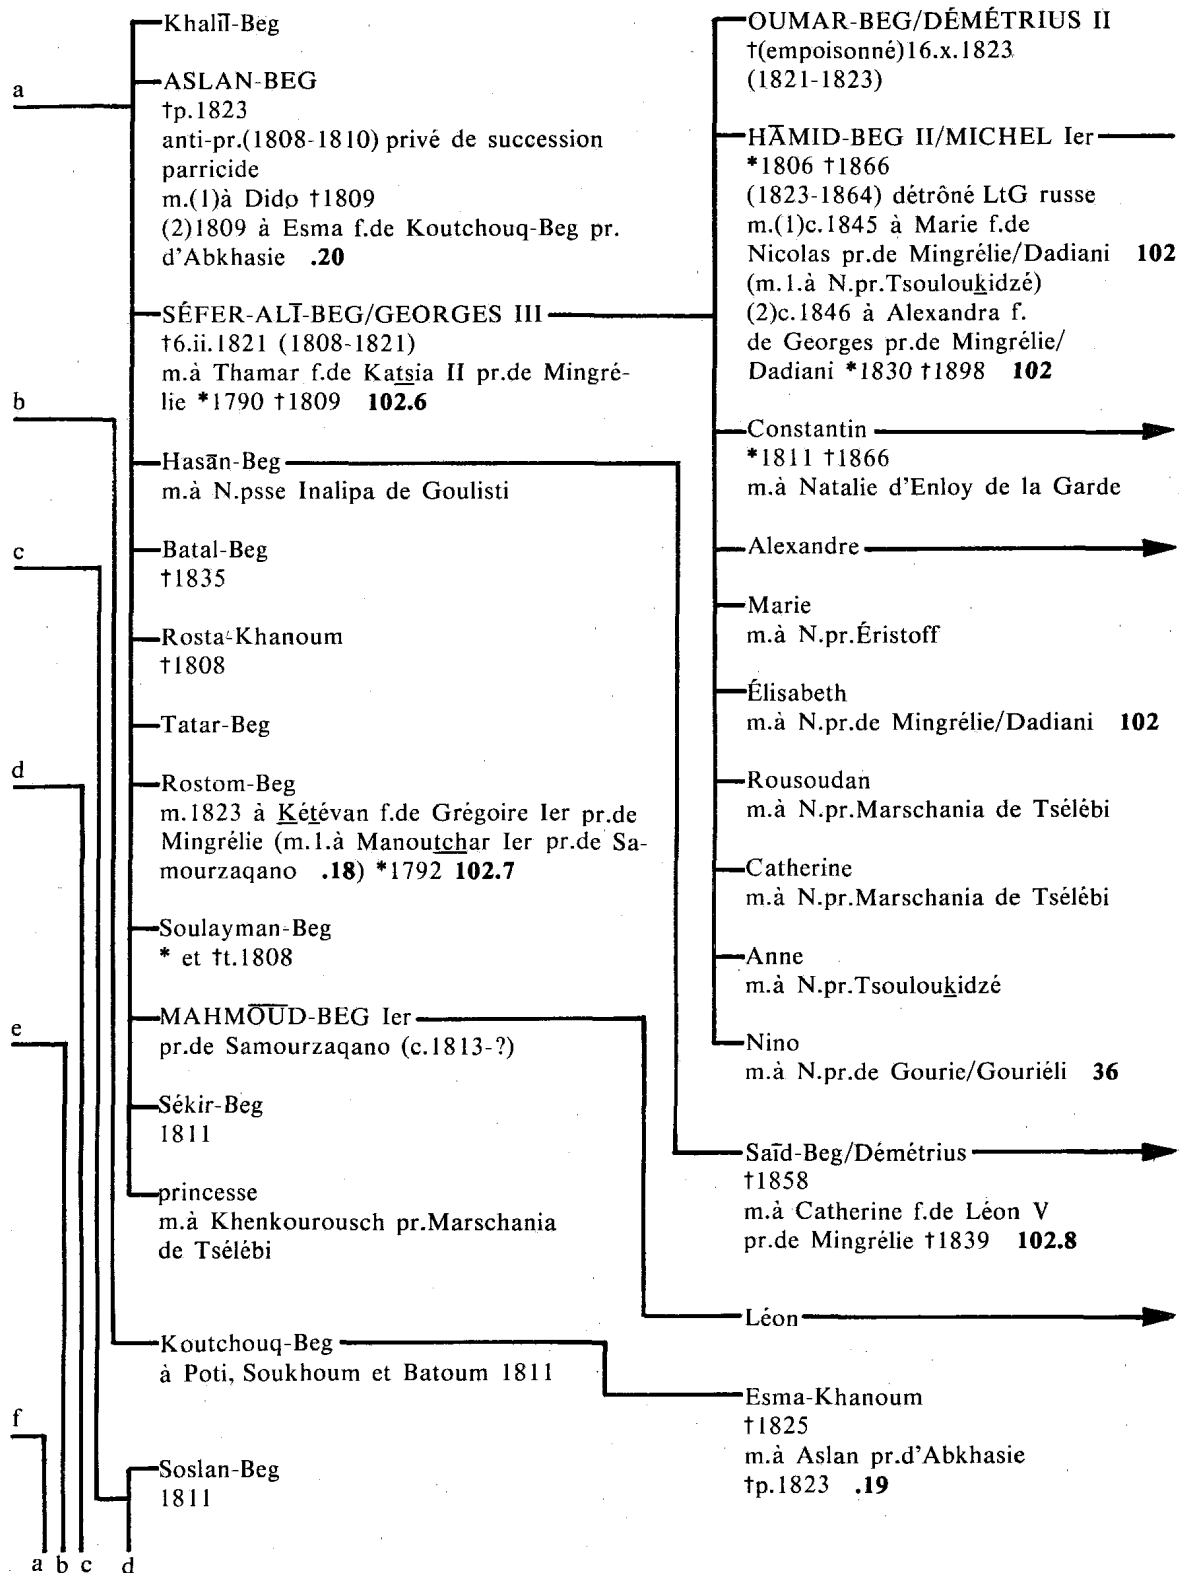 a
b
c
d
e
f
Khalīl-Beg
ASLAN-BEG
†p.1823
anti-pr.(1808-1810) privé de succession
parricide
m.(1)à Dido †1809
(2)1809 à Esma f.de Koutchouq-Beg pr.
d'Abkhasie .20
SÉFER-ALĪ-BEG/GEORGES III
†6.ii.1821 (1808-1821)
m.à Thamar f.de Katsia II pr.de Mingré-
lie *1790 †1809 102.6
Hasān-Beg
m.à N.psse Inalipa de Goulisti
Batal-Beg
†1835
Rosta-Khanoum
†1808
Tatar-Beg
Rostom-Beg
m.1823 à Kétévan f.de Grégoire Ier pr.de
Mingrélie (m.1.à Manoutchar Ier pr.de Sa-
mourzaqano .18) *1792 102.7
Soulayman-Beg
* et †t.1808
MAHMŌŪD-BEG Ier
pr.de Samourzaqano (c.1813-?)
Sékir-Beg
1811
princesse
m.à Khenkourousch pr.Marschania
de Tsélébi
Koutchouq-Beg
à Poti, Soukhoum et Batoum 1811
Soslan-Beg
1811
OUMAR-BEG/DÉMÉTRIUS II
†(empoisonné)16.x.1823
(1821-1823)
HĀMID-BEG II/MICHEL Ier
*1806 †1866
(1823-1864) détrôné LtG russe
m.(1)c.1845 à Marie f.de
Nicolas pr.de Mingrélie/Dadiani 102
(m.1.à N.pr.Tsouloukidzé)
(2)c.1846 à Alexandra f.
de Georges pr.de Mingrélie/
Dadiani *1830 †1898 102
Constantin
*1811 †1866
m.à Natalie d'Enloy de la Garde
Alexandre
Marie
m.à N.pr.Éristoff
Élisabeth
m.à N.pr.de Mingrélie/Dadiani 102
Rousoudan
m.à N.pr.Marschania de Tsélébi
Catherine
m.à N.pr.Marschania de Tsélébi
Anne
m.à N.pr.Tsouloukidzé
Nino
m.à N.pr.de Gourie/Gouriéli 36
Saīd-Beg/Démétrius
†1858
m.à Catherine f.de Léon V
pr.de Mingrélie †1839 102.8
Léon
Esma-Khanoum
†1825
m.à Aslan pr.d'Abkhasie
†p.1823 .19
a b c d